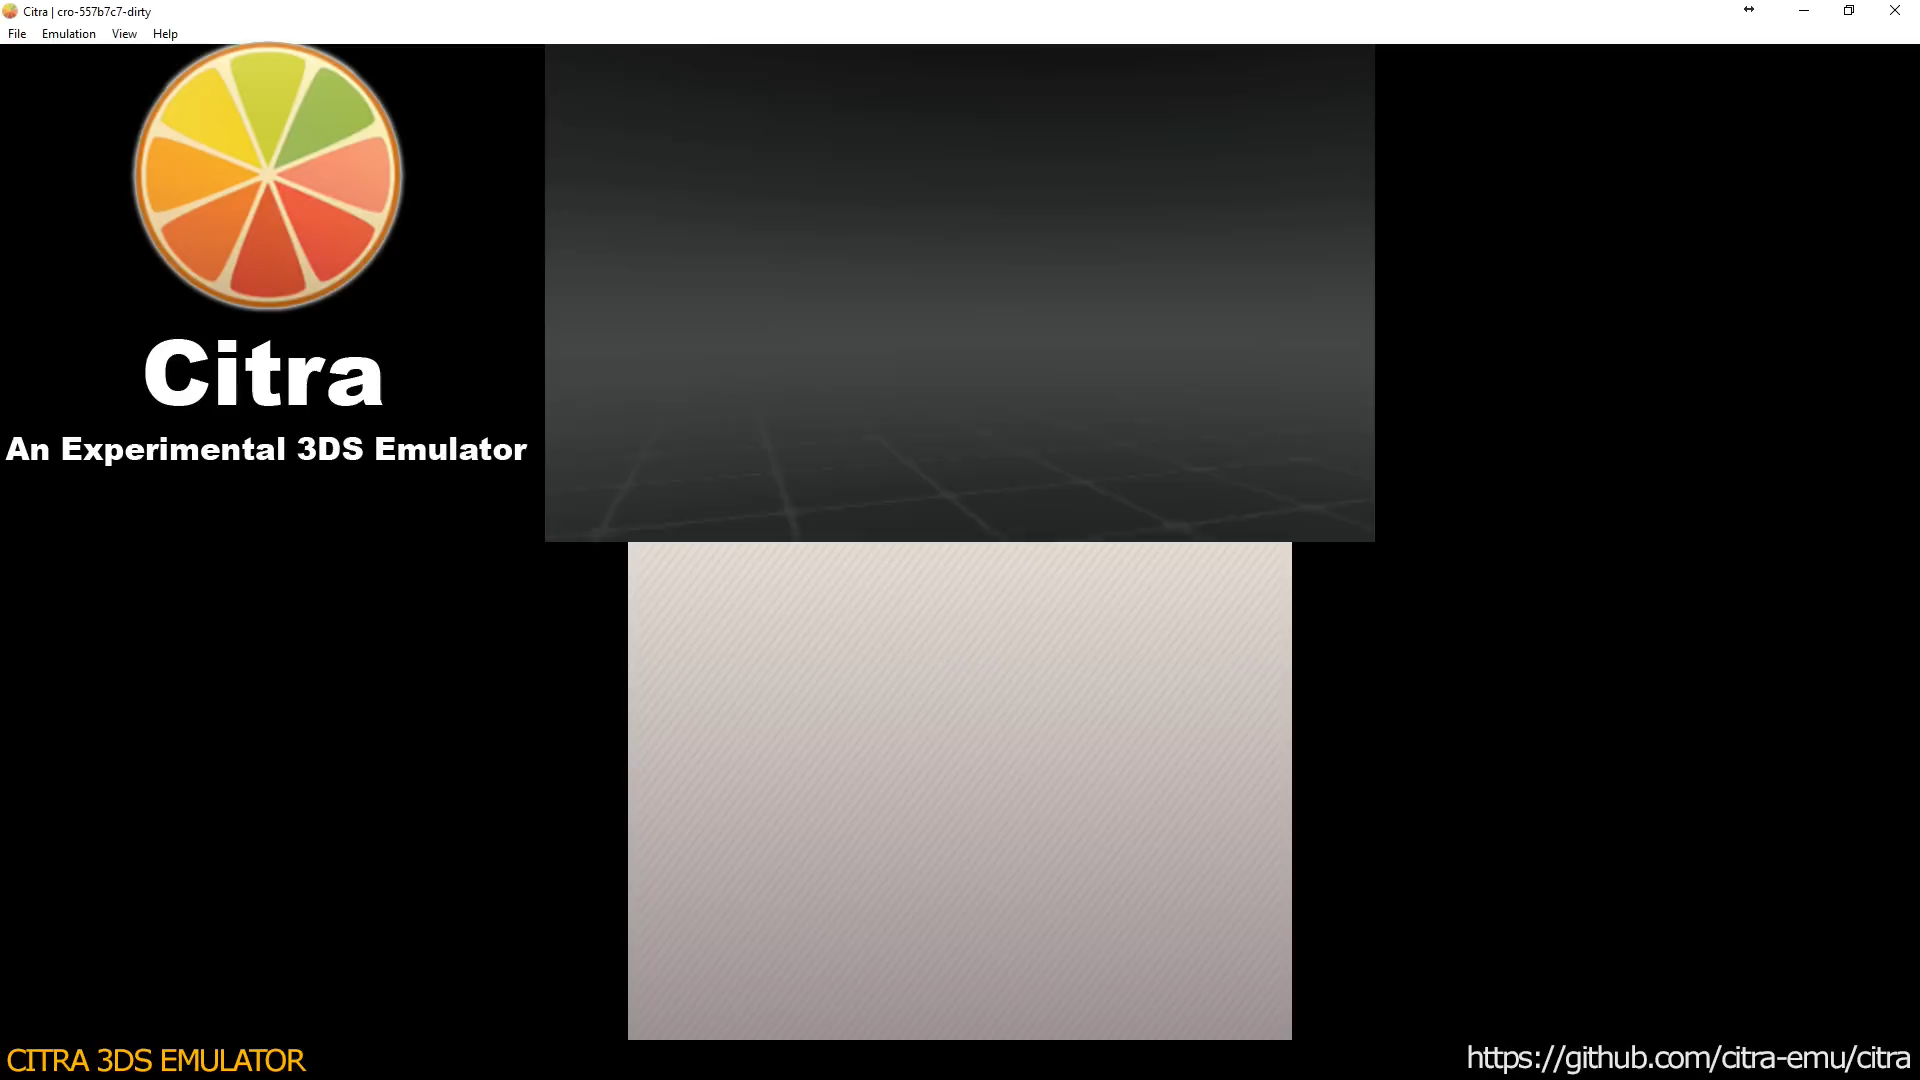 Citra | cro-557b7c7-dirty
File Emulation View Help
Citra
An Experimental 3DS Emulator
CITRA 3DS EMULATOR
https://github.com/citra-emu/citra